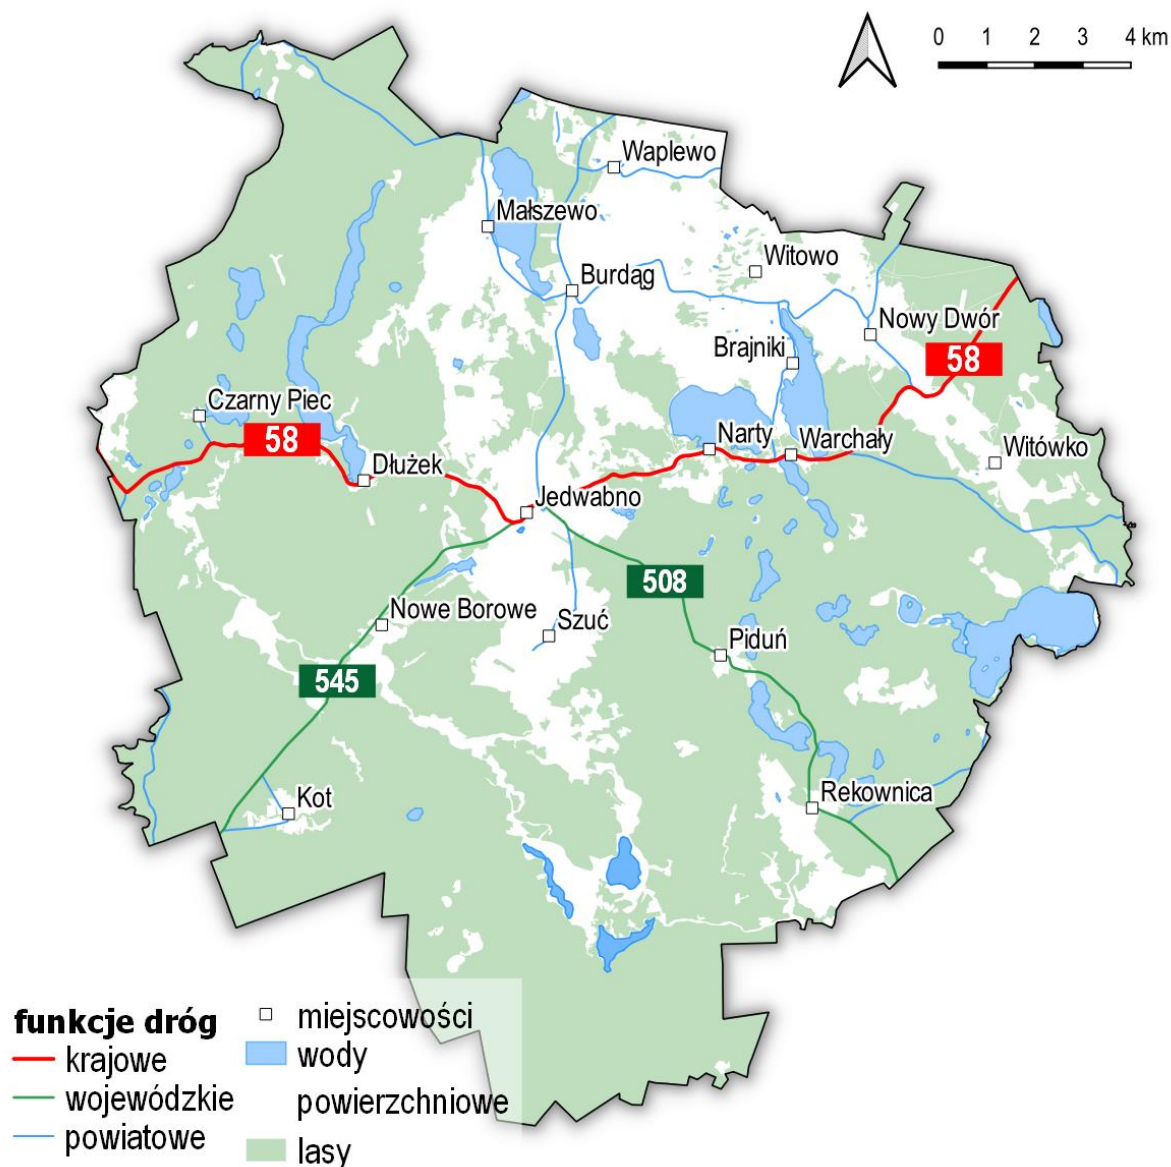 0 1 2 3 4 km
Waplewo
Małszewo
Witowo
Burdąg
Nowy Dwór
Brajniki
58
Czarny Piec
58
Narty
Warchały
Witówko
Dłużek
Jedwabno
508
Nowe Borowe
Szuć
Piduń
545
Kot
Rekownica
funkcje dróg
krajowe
wojewódzkie
powiatowe
miejscowości
wody
powierzchniowe
lasy